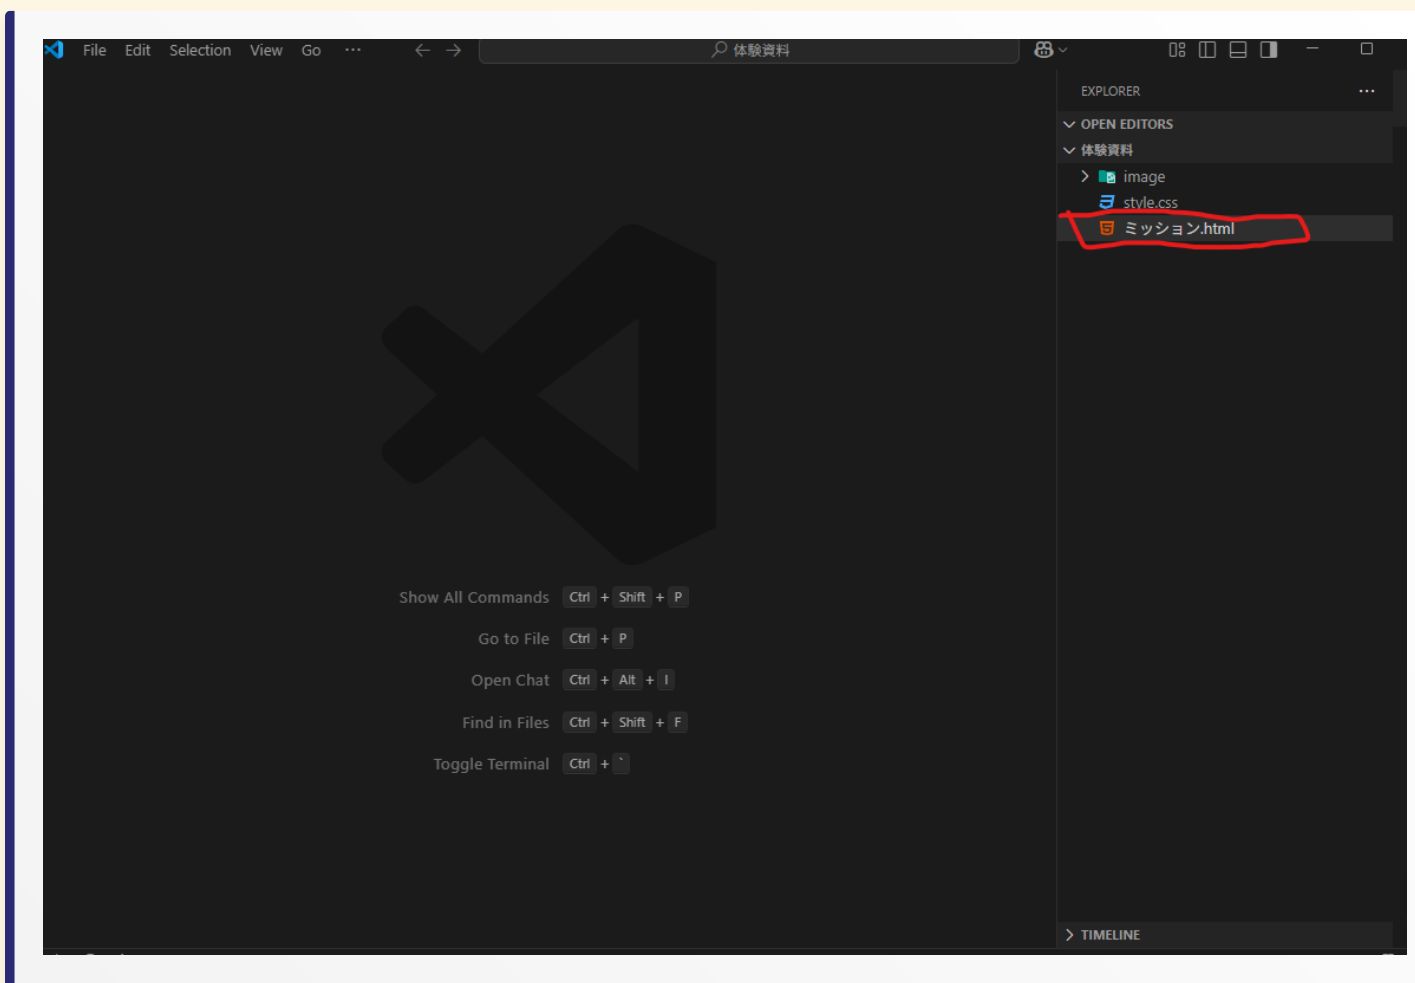 File Edit Selection View Go ··· ← → 体験資料
EXPLORER ···
OPEN EDITORS
体験資料
image
style.css
ミッション.html
Show All Commands Ctrl + Shift + P
Go to File Ctrl + P
Open Chat Ctrl + Alt + I
Find in Files Ctrl + Shift + F
Toggle Terminal Ctrl + `
TIMELINE